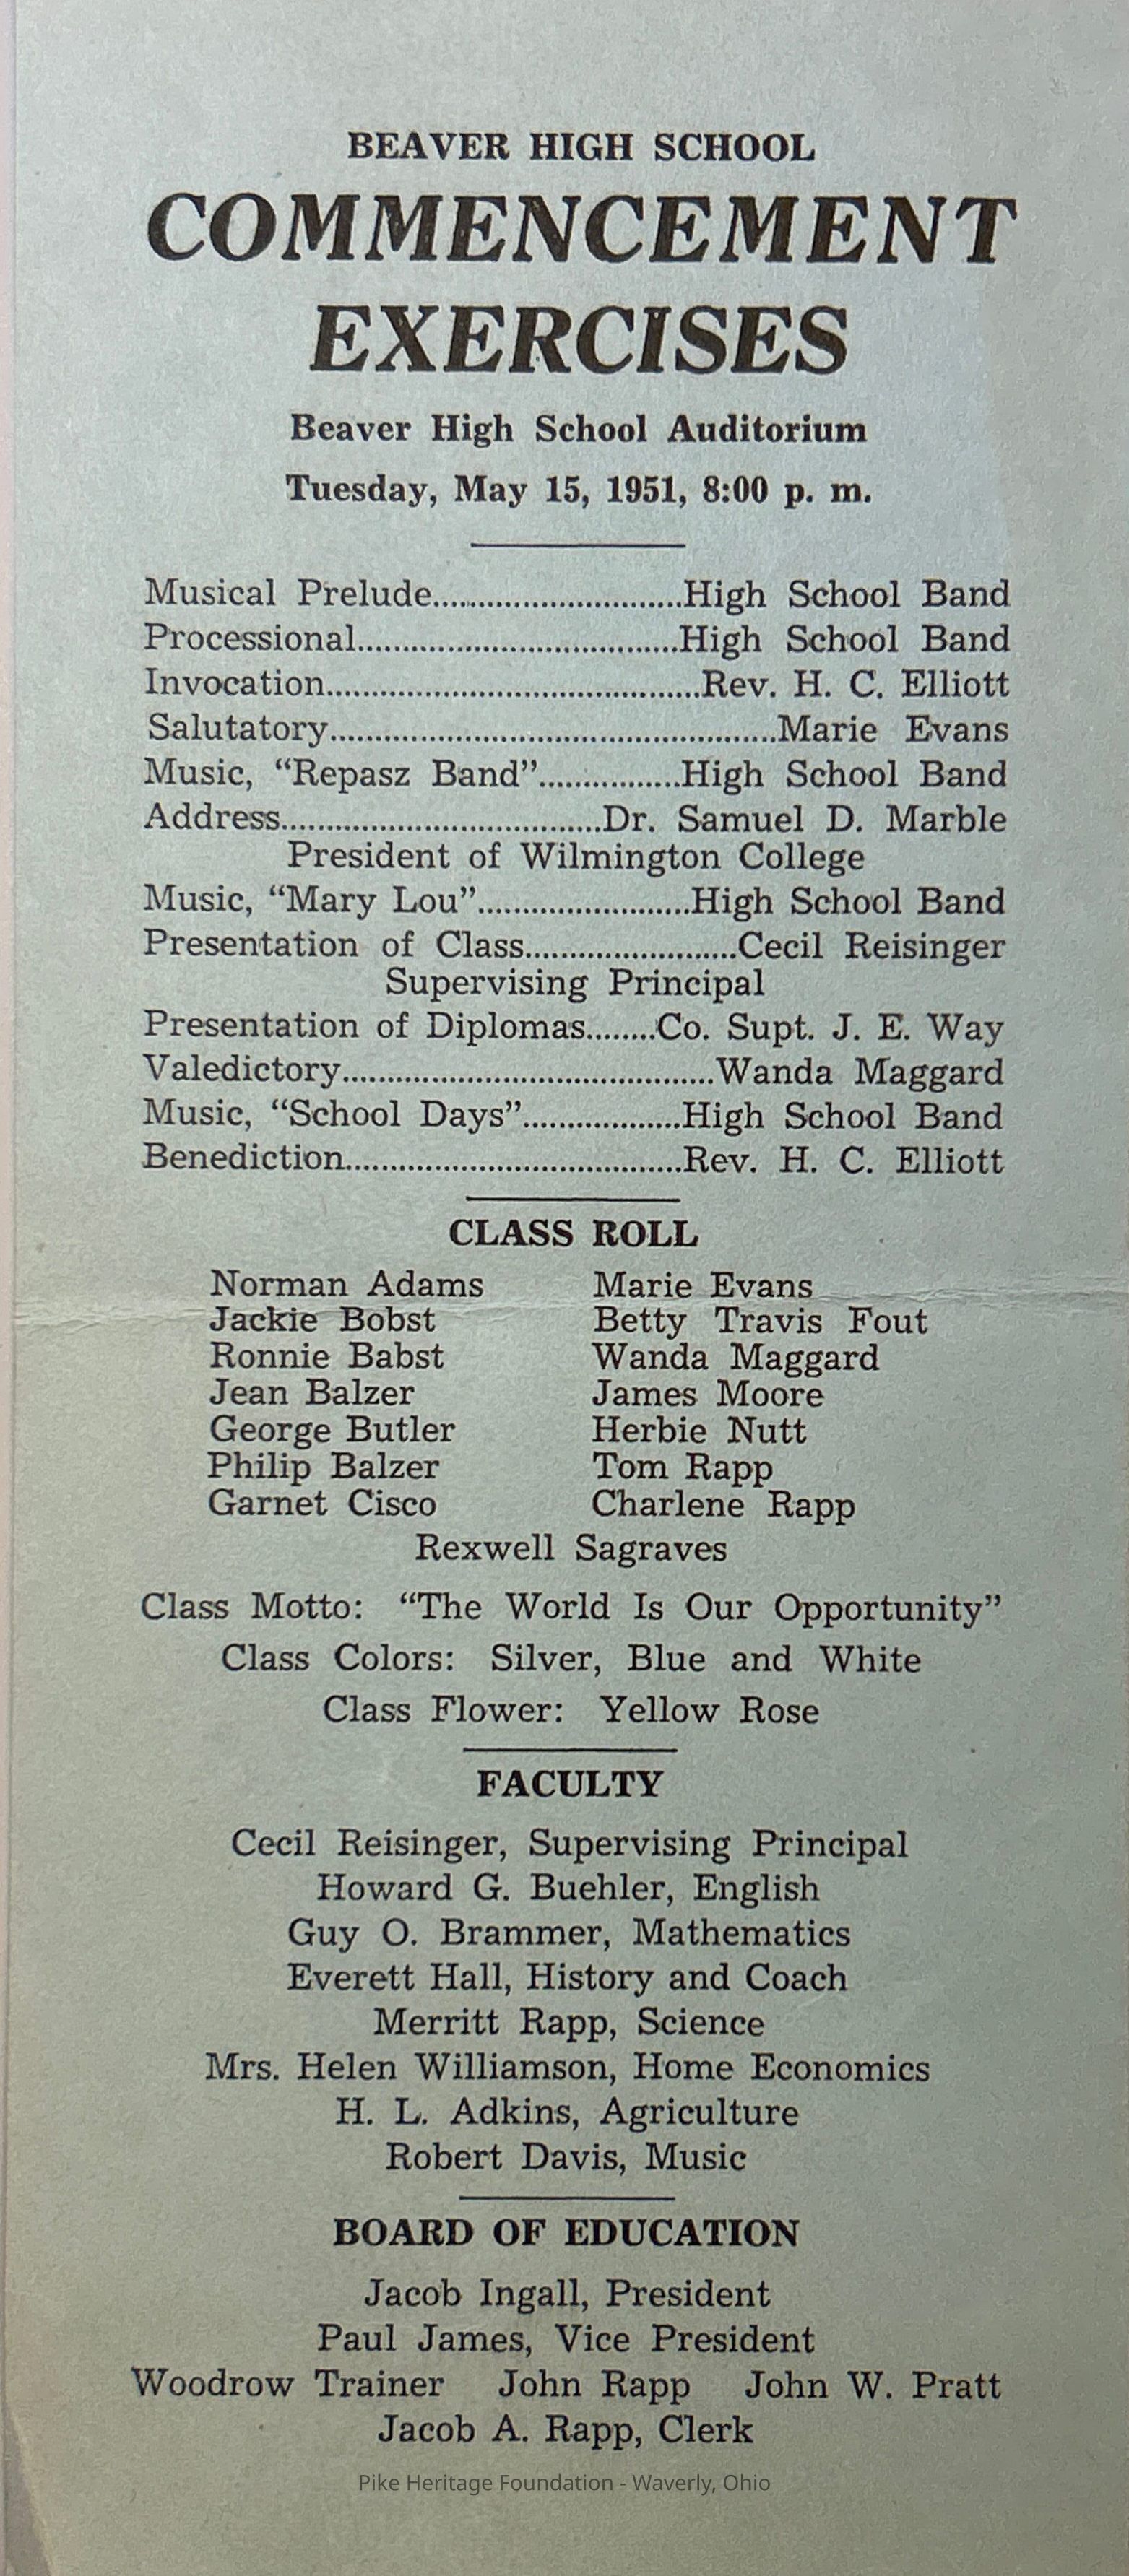 BEAVER HIGH SCHOOL
COMMENCEMENT
EXERCISES
Beaver High School Auditorium
Tuesday, May 15, 1951, 8:00 p. m.
Musical Prelude............................High School Band
Processional....................................High School Band
Invocation..........................................Rev. H. C. Elliott
Salutatory..................................................Marie Evans
Music, “Repasz Band”................High School Band
Address....................................Dr. Samuel D. Marble
President of Wilmington College
Music, “Mary Lou”........................High School Band
Presentation of Class........................Cecil Reisinger
Supervising Principal
Presentation of Diplomas........Co. Supt. J. E. Way
Valedictory..........................................Wanda Maggard
Music, “School Days”..................High School Band
Benediction......................................Rev. H. C. Elliott
CLASS ROLL
Norman Adams Marie Evans
Jackie Bobst Betty Travis Fout
Ronnie Babst Wanda Maggard
Jean Balzer James Moore
George Butler Herbie Nutt
Philip Balzer Tom Rapp
Garnet Cisco Charlene Rapp
Rexwell Sagraves
Class Motto: “The World Is Our Opportunity”
Class Colors: Silver, Blue and White
Class Flower: Yellow Rose
FACULTY
Cecil Reisinger, Supervising Principal
Howard G. Buehler, English
Guy O. Brammer, Mathematics
Everett Hall, History and Coach
Merritt Rapp, Science
Mrs. Helen Williamson, Home Economics
H. L. Adkins, Agriculture
Robert Davis, Music
BOARD OF EDUCATION
Jacob Ingall, President
Paul James, Vice President
Woodrow Trainer John Rapp John W. Pratt
Jacob A. Rapp, Clerk
Pike Heritage Foundation - Waverly, Ohio